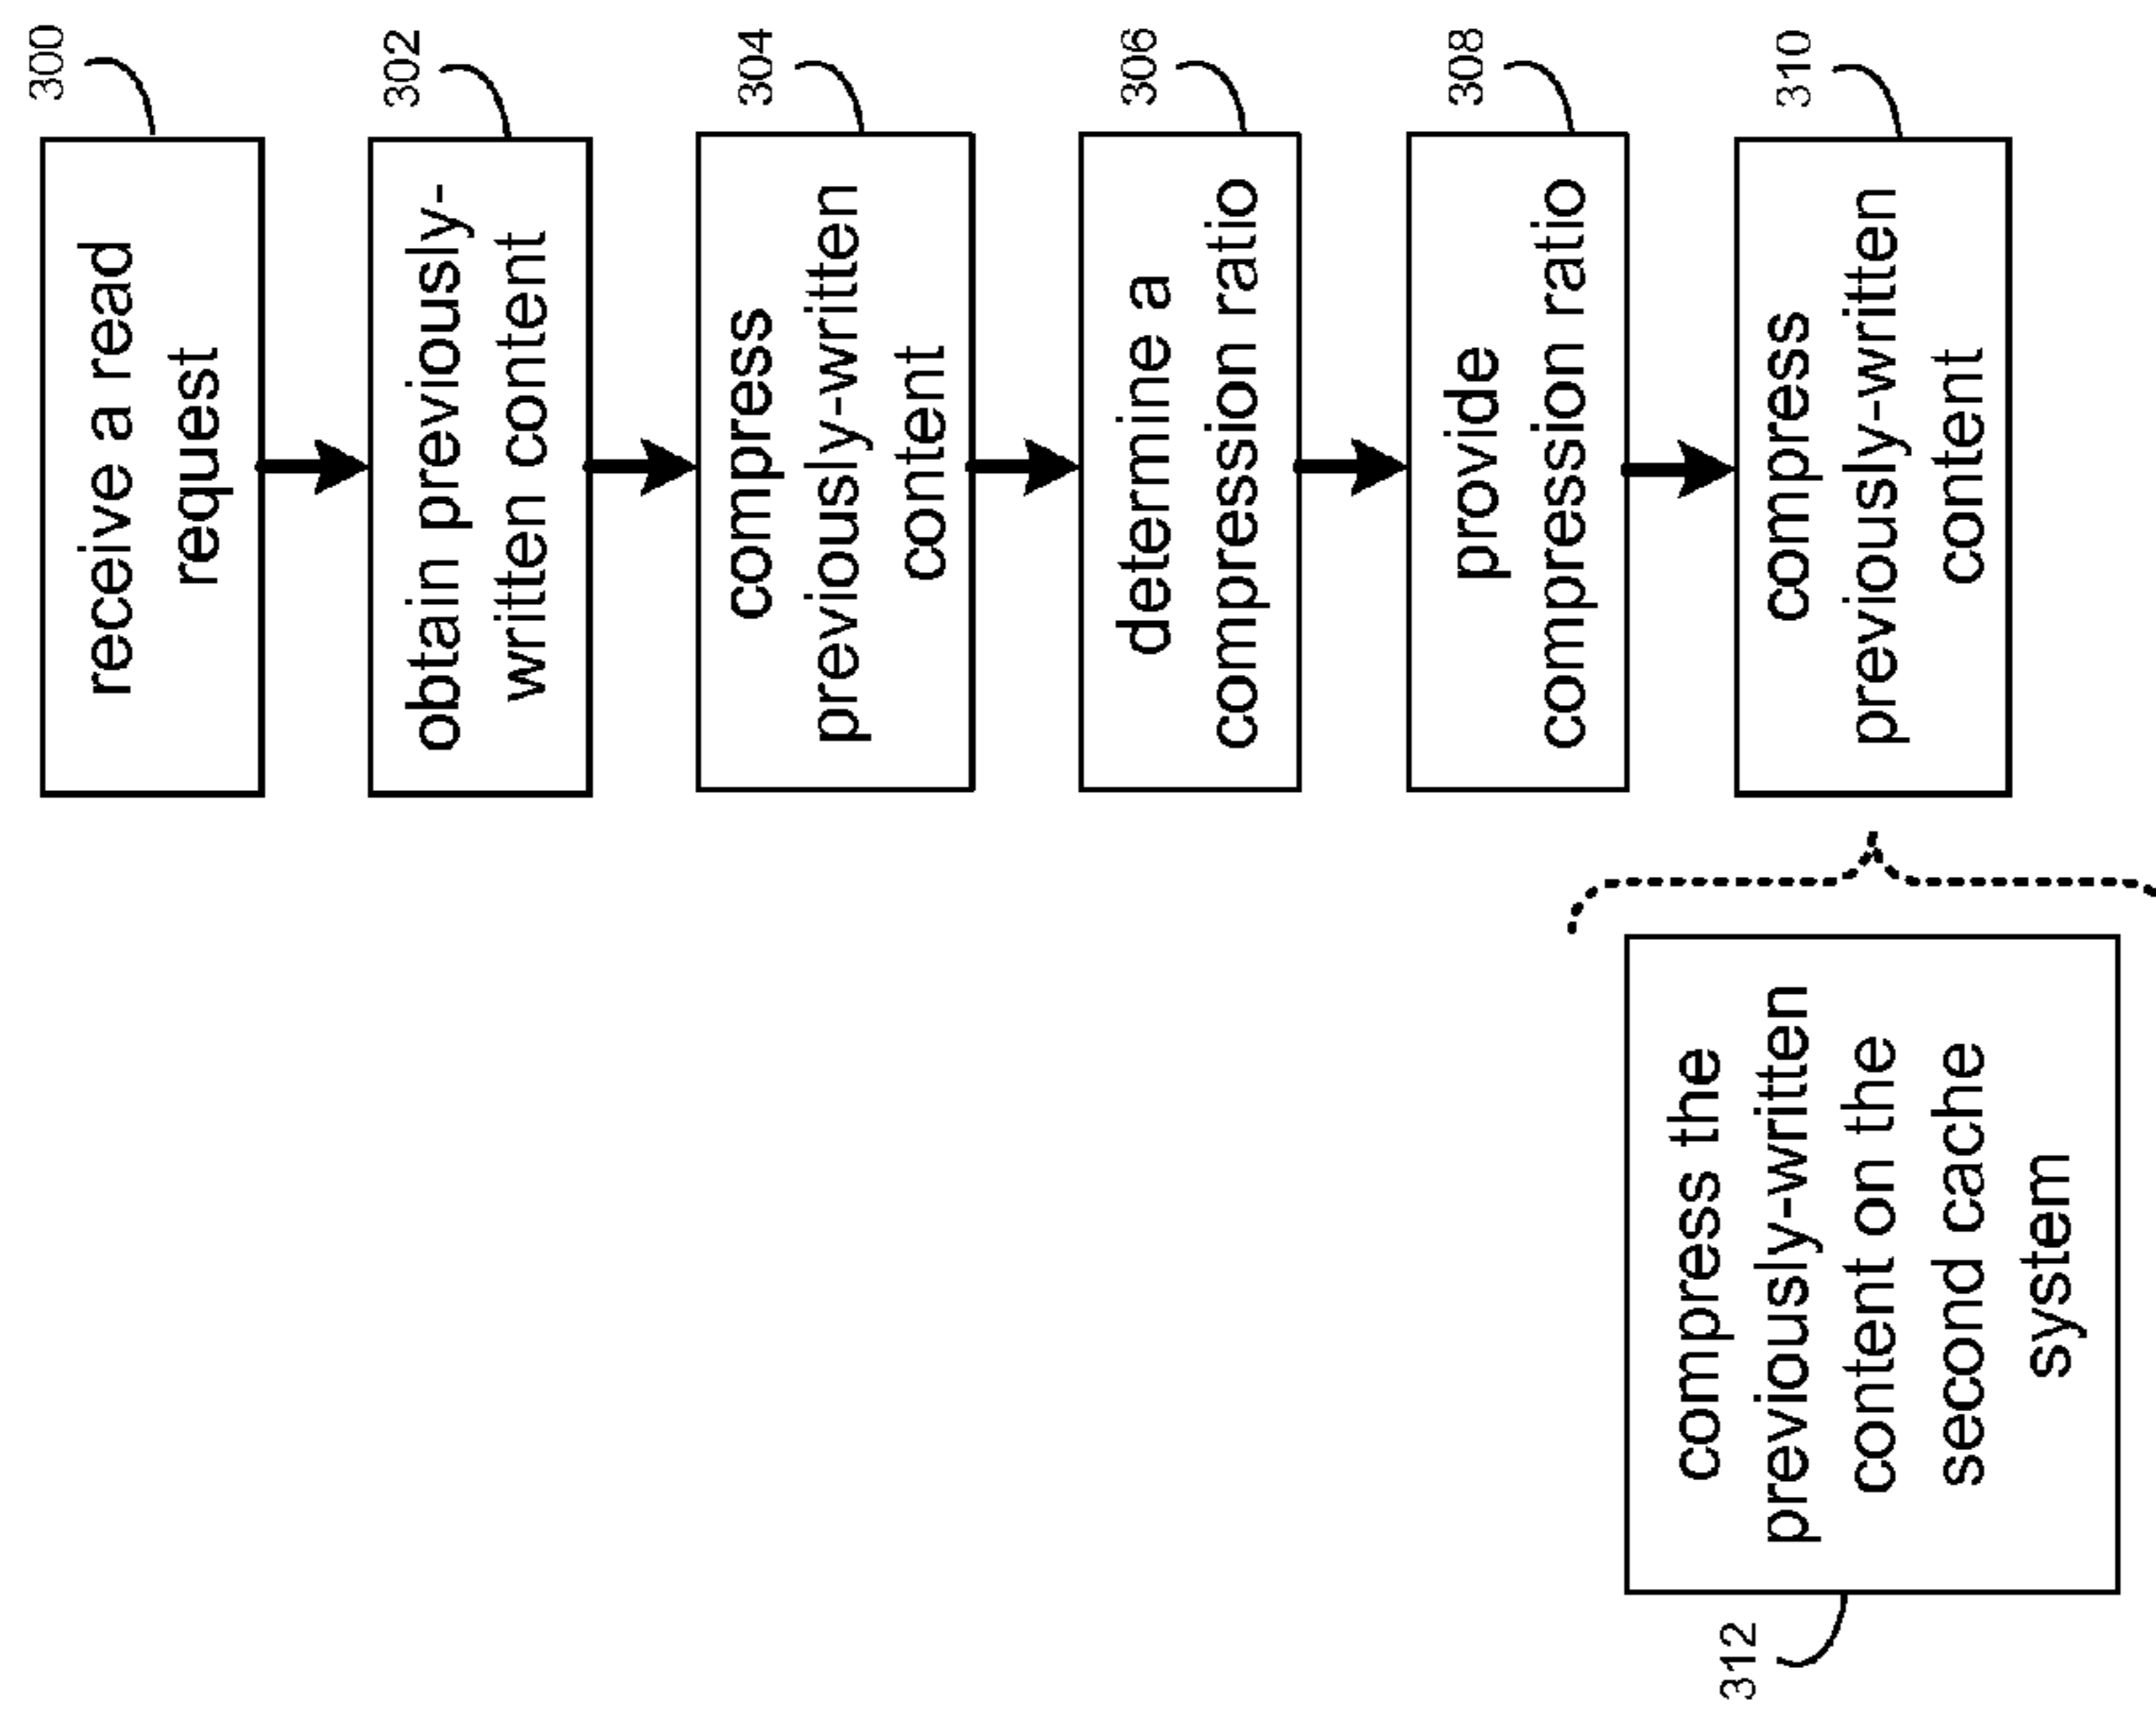 300
receive a read
request
302
obtain previously-
written content
304
compress
previously-written
content
306
determine a
compression ratio
308
provide
compression ratio
310
compress
previously-written
content
312
compress the
previously-written
content on the
second cache
system